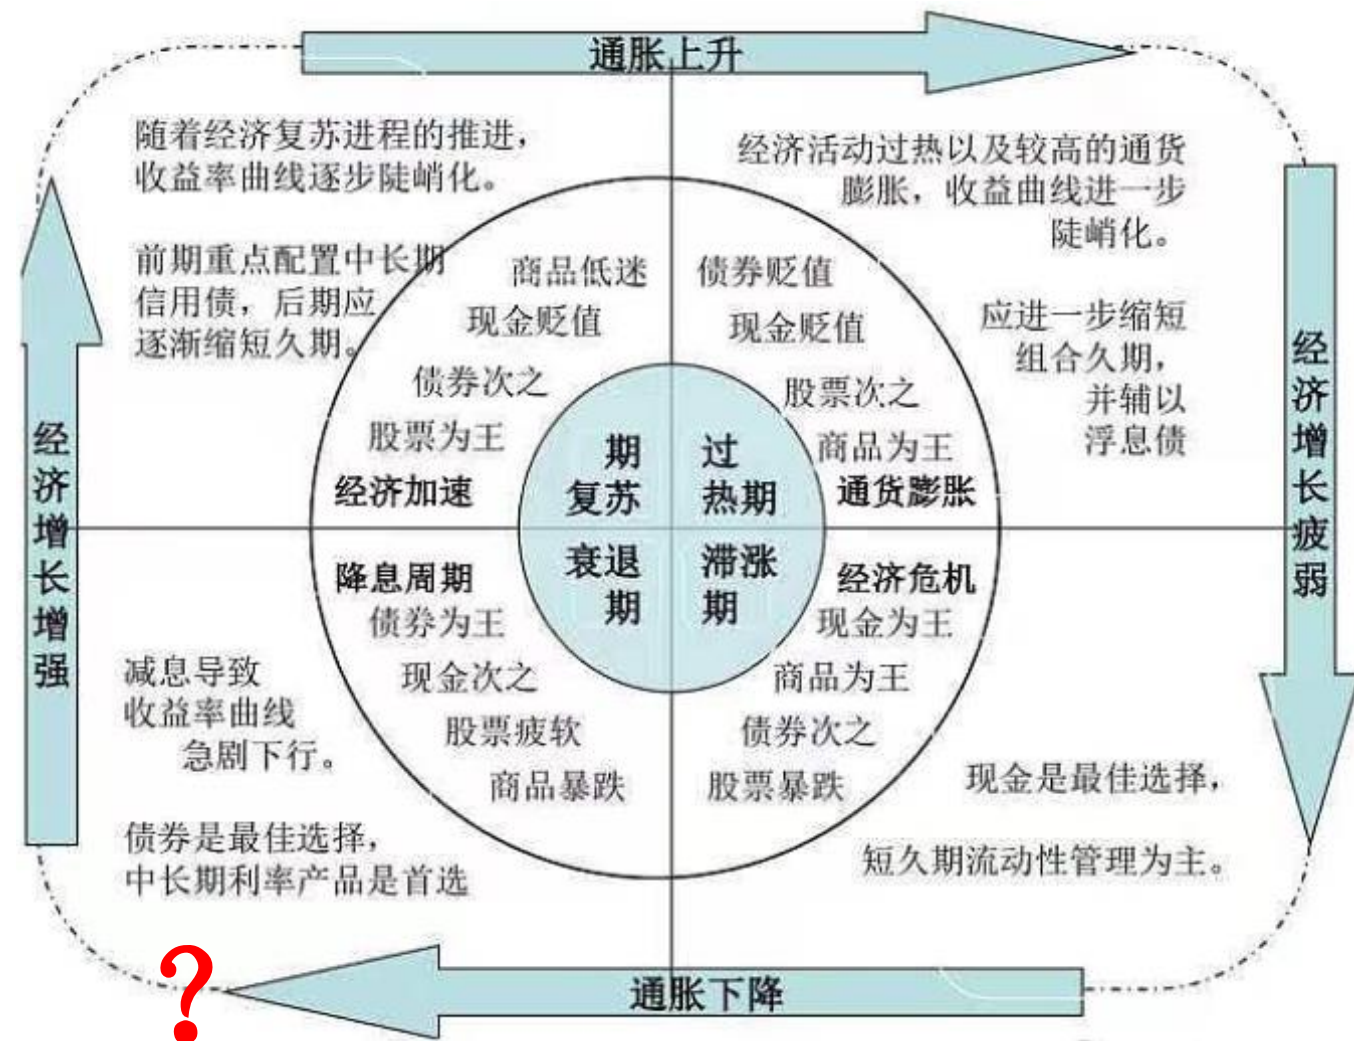 通胀上升
随着经济复苏进程的推进，
收益率曲线逐步陡峭化。
前期重点配置中长期
信用债，后期应
逐渐缩短久期。
经济活动过热以及较高的通货
膨胀，收益曲线进一步
陡峭化。
应进一步缩短
组合久期，
并辅以
浮息债
商品低迷
现金贬值
债券次之
股票为王
经济加速
债券贬值
现金贬值
股票次之
商品为王
通货膨胀
期
复苏
过
热期
衰退
期
滞涨
期
经济增长增强
经济增长疲弱
降息周期
债券为王
现金次之
股票疲软
商品暴跌
经济危机
现金为王
商品为王
债券次之
股票暴跌
减息导致
收益率曲线
急剧下行。
债券是最佳选择，
中长期利率产品是首选
现金是最佳选择，
短久期流动性管理为主。
?
通胀下降